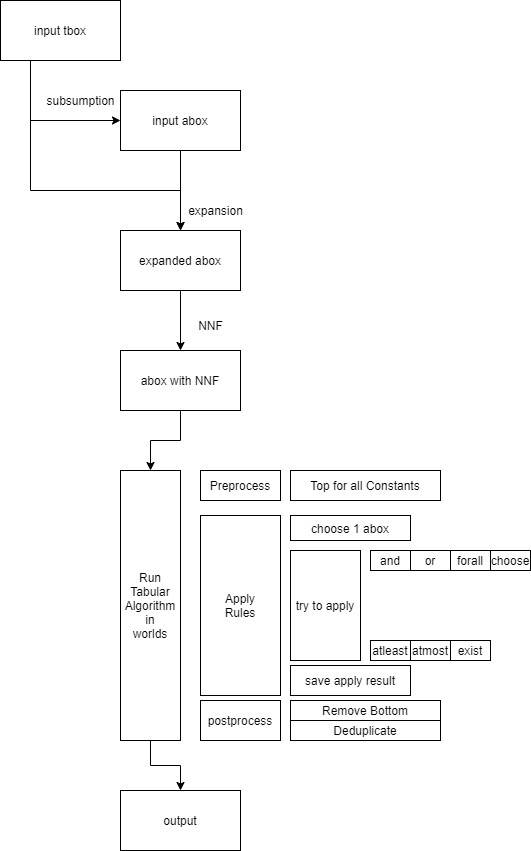 input tbox
subsumption
input abox
expansion
expanded abox
NNF
abox with NNF
Preprocess
Top for all Constants
choose 1 abox
and
or
forall
choose
Run
Tabular
Algorithm
in
worlds
Apply
Rules
try to apply
atleast
atmost
exist
save apply result
postprocess
Remove Bottom
Deduplicate
output